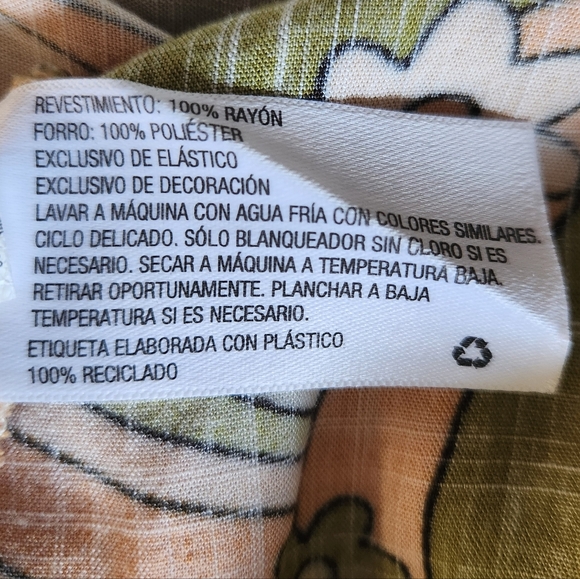 REVESTIMIENTO: 100% RAYÓN
FORRO: 100% POLIÉSTER
EXCLUSIVO DE ELÁSTICO
EXCLUSIVO DE DECORACIÓN
LAVAR A MÁQUINA CON AGUA FRÍA CON COLORES SIMILARES.
CICLO DELICADO. SÓLO BLANQUEADOR SIN CLORO SI ES
NECESARIO. SECAR A MÁQUINA A TEMPERATURA BAJA.
RETIRAR OPORTUNAMENTE. PLANCHAR A BAJA
TEMPERATURA SI ES NECESARIO.
ETIQUETA ELABORADA CON PLÁSTICO
100% RECICLADO